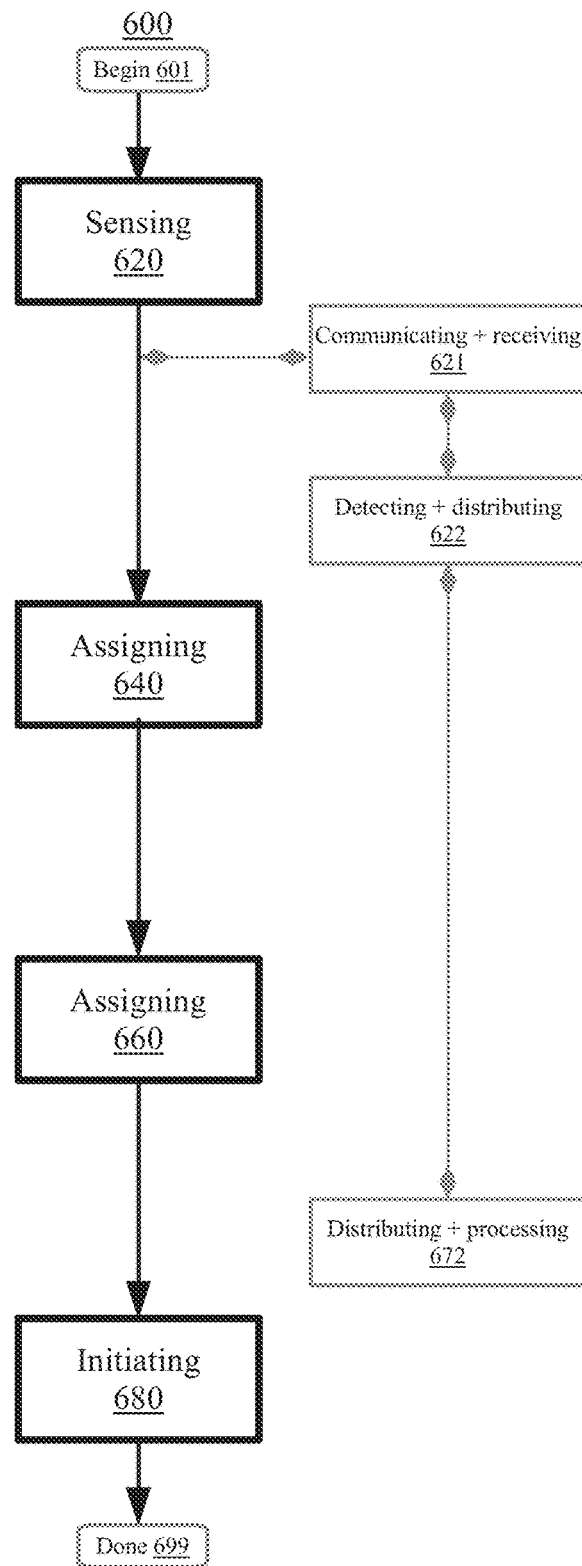 600
Begin 601
Sensing
620
Communicating + receiving
621
Detecting + distributing
622
Assigning
640
Assigning
660
Distributing + processing
672
Initiating
680
Done 699